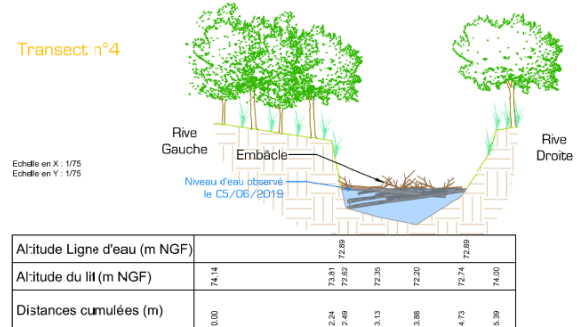 Transect n°4
Rive
Gauche
Embâcle
Rive
Droite
Echelle en X : 1/75
Echelle en Y : 1/75
Niveau d'eau observé
le 05/06/2019
Altitude Ligne d'eau (m NGF) 72.89 72.89
Altitude du lit (m NGF) 74.14 73.81 72.62 72.35 72.20 72.74 74.00
Distances cumulées (m) 0.00 2.24 2.49 3.13 3.88 4.73 5.39